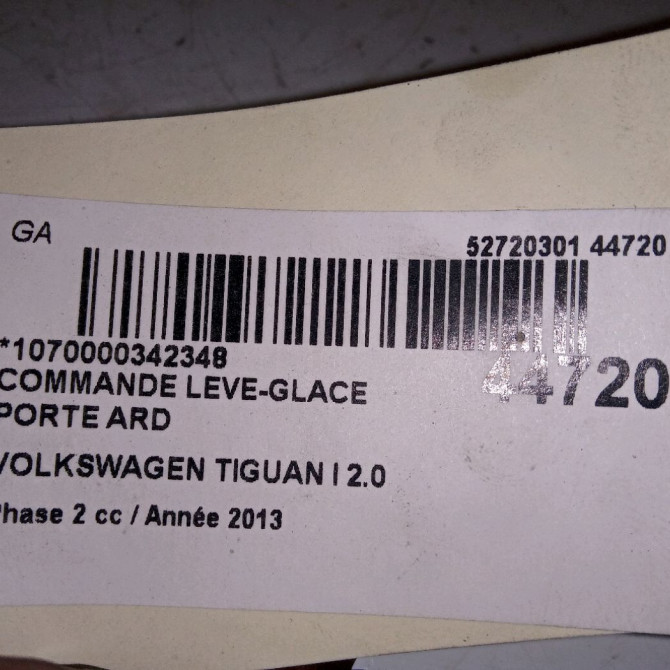 GA
52720301 44720
*1070000342348
44720
COMMANDE LEVE-GLACE
PORTE ARD
VOLKSWAGEN TIGUAN I 2.0
Phase 2 cc / Année 2013